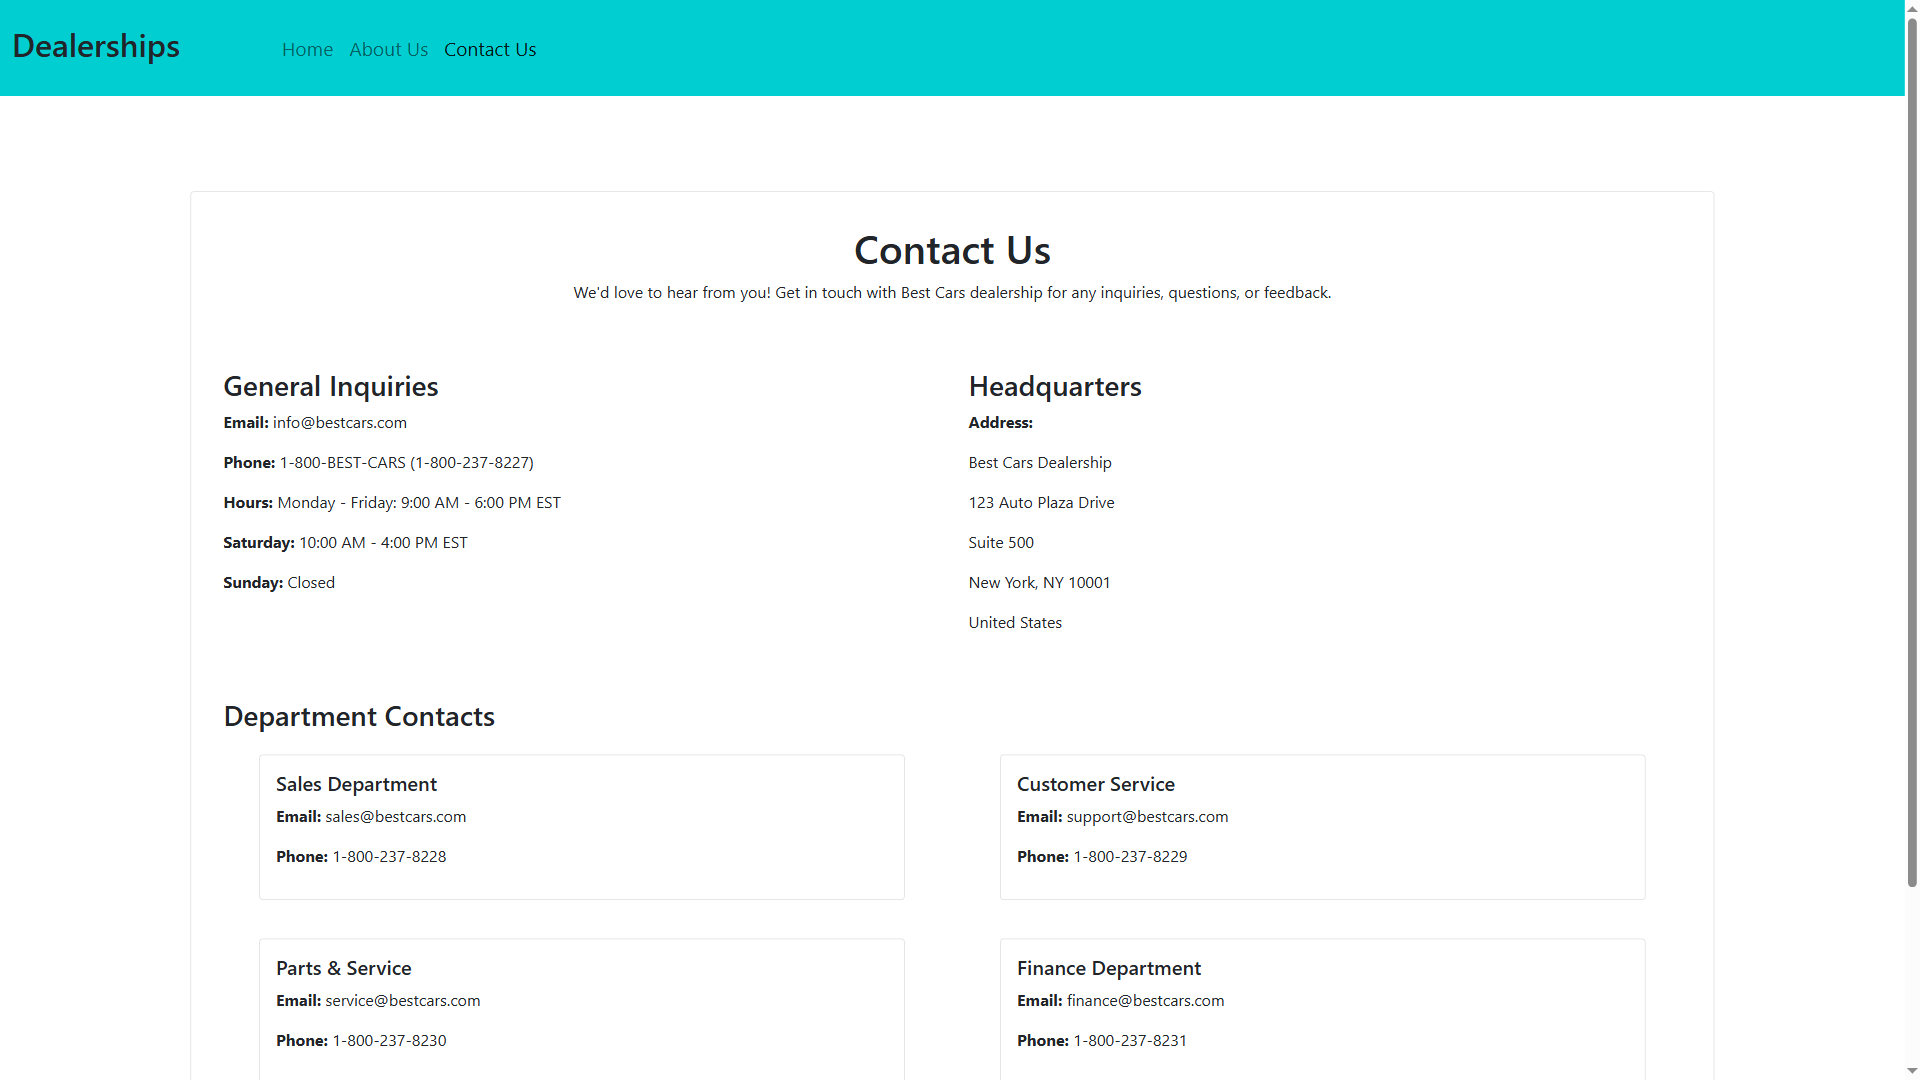 Dealerships
Home About Us Contact Us
Contact Us
We'd love to hear from you! Get in touch with Best Cars dealership for any inquiries, questions, or feedback.
General Inquiries
Email: info@bestcars.com
Phone: 1-800-BEST-CARS (1-800-237-8227)
Hours: Monday - Friday: 9:00 AM - 6:00 PM EST
Saturday: 10:00 AM - 4:00 PM EST
Sunday: Closed
Headquarters
Address:
Best Cars Dealership
123 Auto Plaza Drive
Suite 500
New York, NY 10001
United States
Department Contacts
Sales Department
Email: sales@bestcars.com
Phone: 1-800-237-8228
Customer Service
Email: support@bestcars.com
Phone: 1-800-237-8229
Parts & Service
Email: service@bestcars.com
Phone: 1-800-237-8230
Finance Department
Email: finance@bestcars.com
Phone: 1-800-237-8231